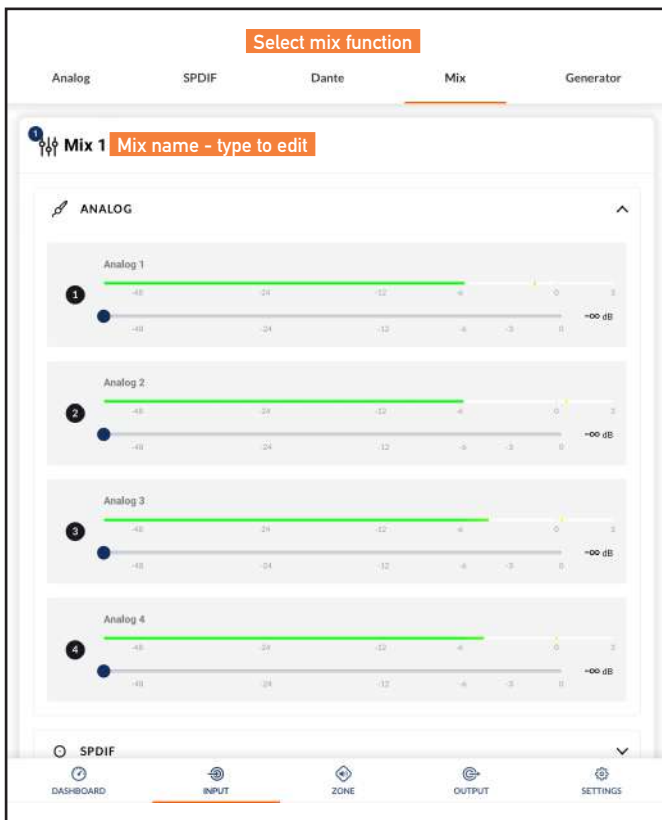 Select mix function
Analog SPDIF Dante Mix Generator
1
Mix 1 Mix name - type to edit
ANALOG
Analog 1
-48 -24 -12 -6 0 3
1
-∞ dB
-48 -24 -12 -6 -3 0
Analog 2
-48 -24 -12 -6 0 3
2
-∞ dB
-48 -24 -12 -6 -3 0
Analog 3
-48 -24 -12 -6 0 3
3
-∞ dB
-48 -24 -12 -6 -3 0
Analog 4
-48 -24 -12 -6 0 3
4
-∞ dB
-48 -24 -12 -6 -3 0
SPDIF
DASHBOARD INPUT ZONE OUTPUT SETTINGS